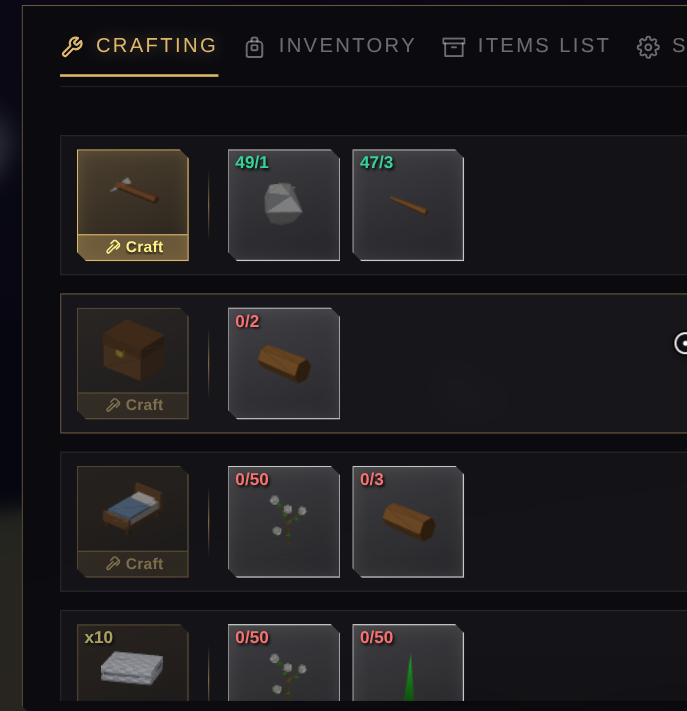 CRAFTING INVENTORY ITEMS LIST S
49/1 47/3
Craft
0/2
Craft
0/50 0/3
Craft
x10 0/50 0/50